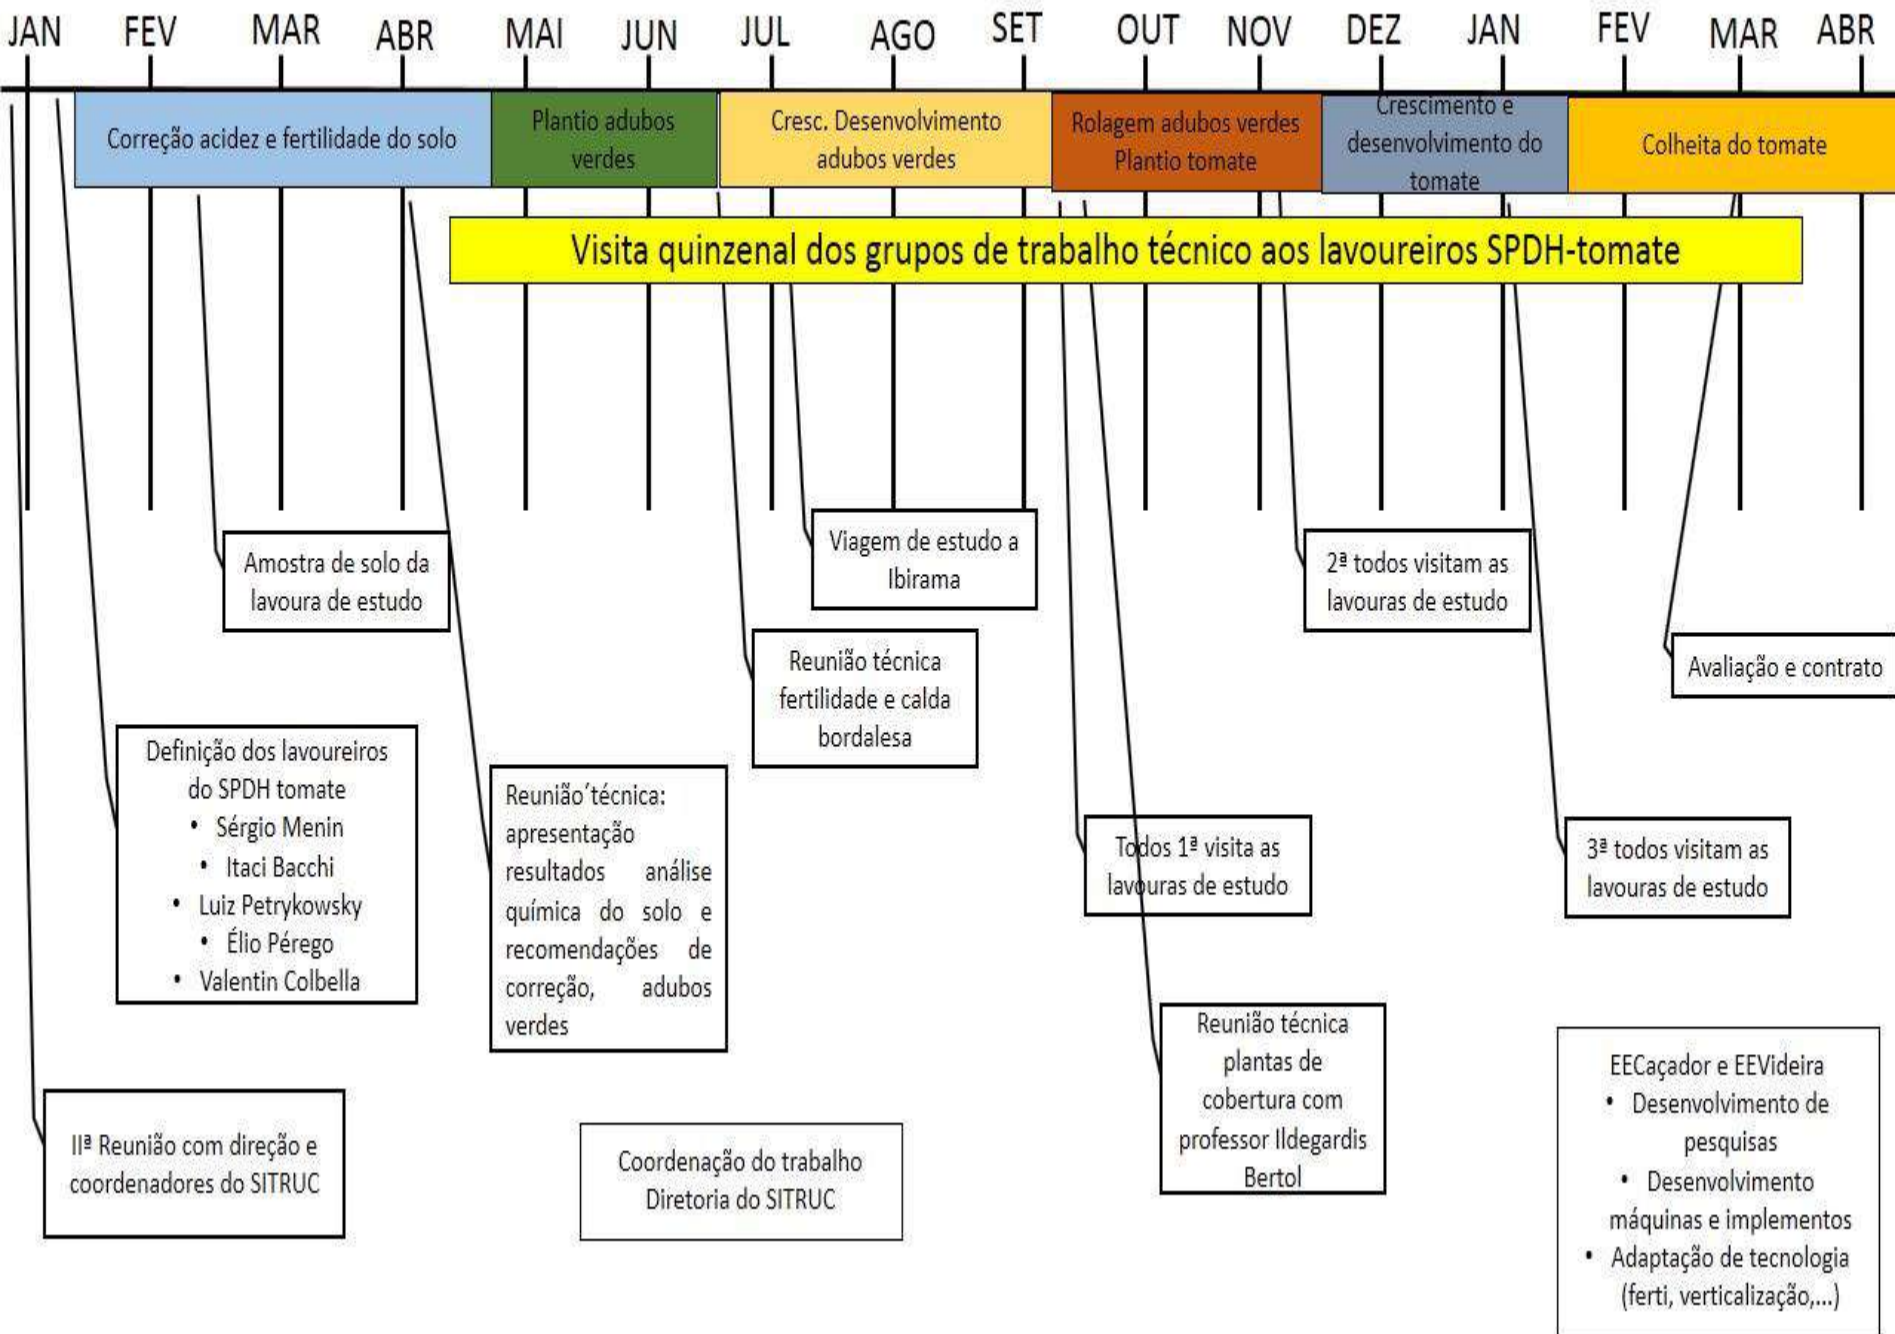 JAN FEV MAR ABR MAI JUN JUL AGO SET OUT NOV DEZ JAN FEV MAR ABR
Correção acidez e fertilidade do solo
Plantio adubos
verdes
Cresc. Desenvolvimento
adubos verdes
Rolagem adubos verdes
Plantio tomate
Crescimento e
desenvolvimento do
tomate
Colheita do tomate
Visita quinzenal dos grupos de trabalho técnico aos lavoureiros SPDH-tomate
Amostra de solo da
lavoura de estudo
Viagem de estudo a
Ibirama
2ª todos visitam as
lavouras de estudo
Reunião técnica
fertilidade e calda
bordalesa
Avaliação e contrato
Definição dos lavoureiros
do SPDH tomate
• Sérgio Menin
• Itaci Bacchi
• Luiz Petrykowsky
• Élio Pérego
• Valentin Colbella
Reunião´técnica:
apresentação
resultados análise
química do solo e
recomendações de
correção, adubos
verdes
Todos 1ª visita as
lavouras de estudo
3ª todos visitam as
lavouras de estudo
Reunião técnica
plantas de
cobertura com
professor Ildegardis
Bertol
IIª Reunião com direção e
coordenadores do SITRUC
Coordenação do trabalho
Diretoria do SITRUC
EECaçador e EEVideira
• Desenvolvimento de
pesquisas
• Desenvolvimento
máquinas e implementos
• Adaptação de tecnologia
(ferti, verticalização,...)